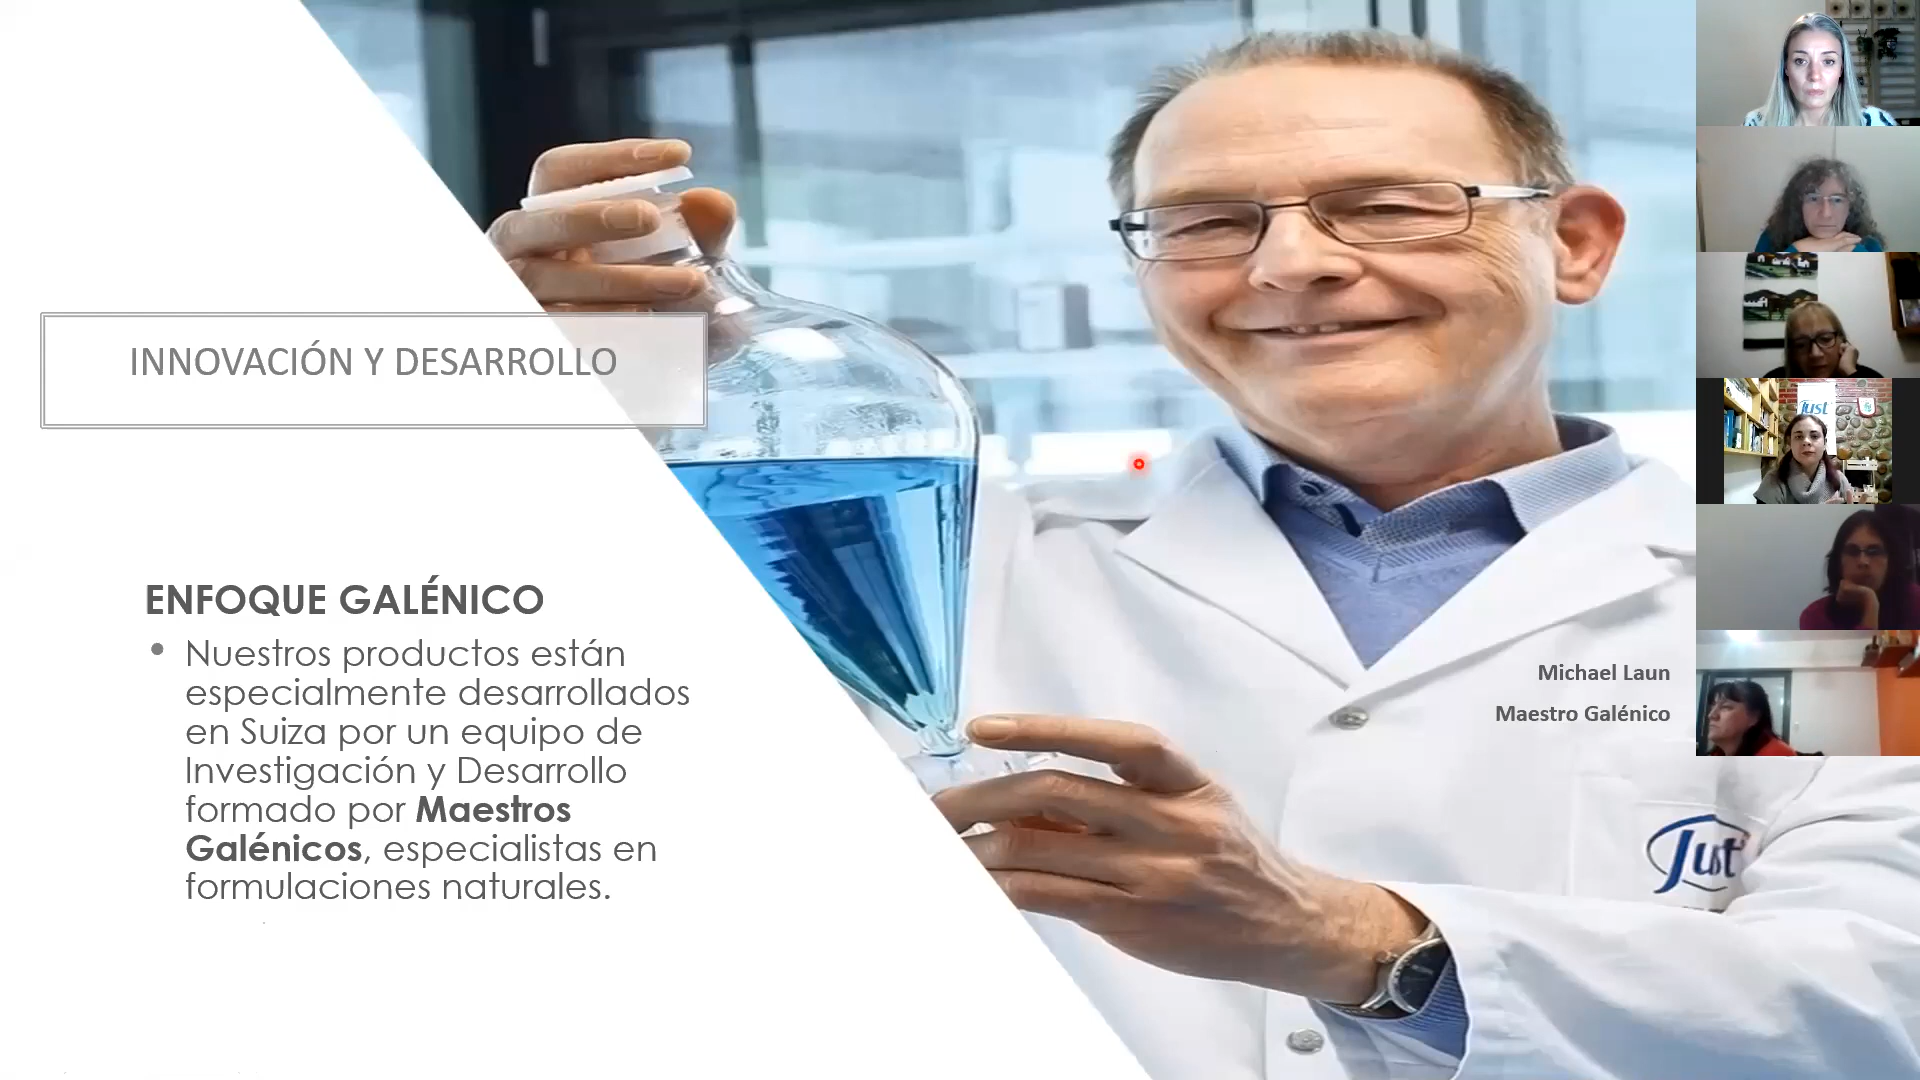 INNOVACIÓN Y DESARROLLO
ENFOQUE GALÉNICO
• Nuestros productos están
especialmente desarrollados
en Suiza por un equipo de
Investigación y Desarrollo
formado por Maestros
Galénicos, especialistas en
formulaciones naturales.
Michael Laun
Maestro Galénico
Just
Just